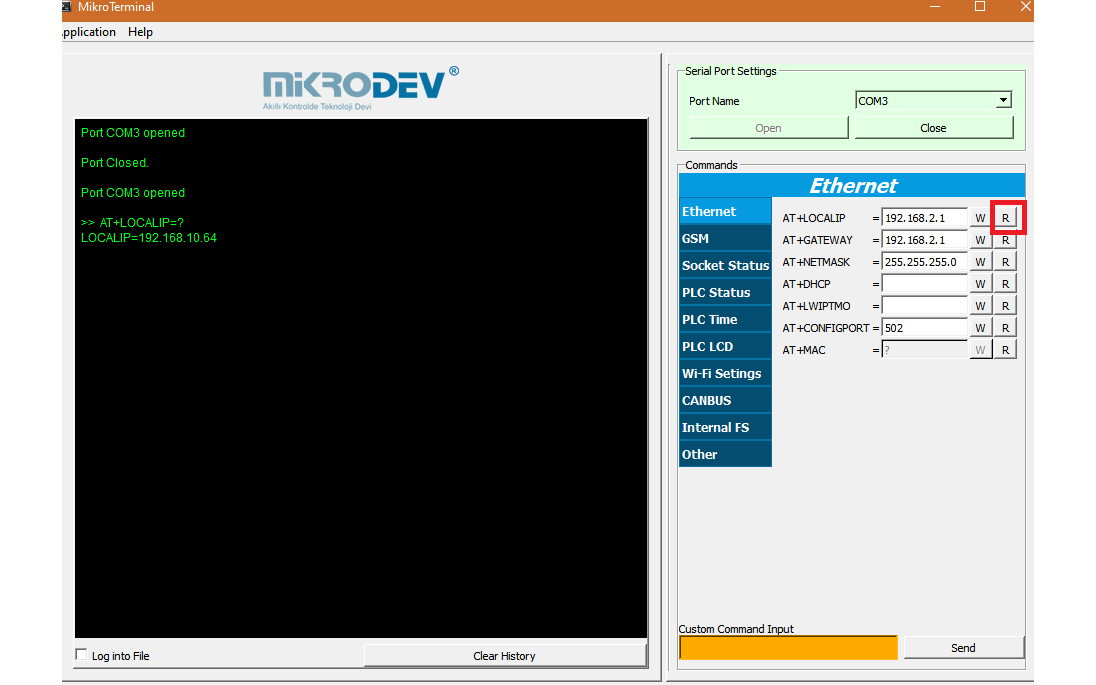 MikroTerminal
pplication Help
MiKRODEV®
Akıllı Kontrolde Teknoloji Devi
Port COM3 opened
Port Closed.
Port COM3 opened
>> AT+LOCALIP=?
LOCALIP=192.168.10.64
Log into File
Clear History
Serial Port Settings
Port Name COM3
Open Close
Commands
Ethernet
Ethernet
GSM
Socket Status
PLC Status
PLC Time
PLC LCD
Wi-Fi Setings
CANBUS
Internal FS
Other
AT+LOCALIP = 192.168.2.1 W R
AT+GATEWAY = 192.168.2.1 W R
AT+NETMASK = 255.255.255.0 W R
AT+DHCP = W R
AT+LWIPTMO = W R
AT+CONFIGPORT = 502 W R
AT+MAC = ? W R
Custom Command Input
Send